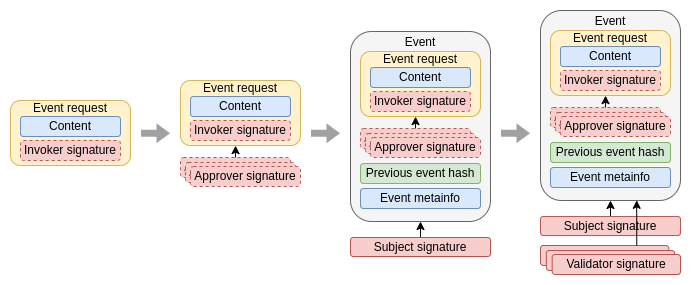 Event request
Content
Invoker signature
Event request
Content
Invoker signature
Approver signature
Event
Event request
Content
Invoker signature
Approver signature
Previous event hash
Event metainfo
Subject signature
Event
Event request
Content
Invoker signature
Approver signature
Previous event hash
Event metainfo
Subject signature
Validator signature